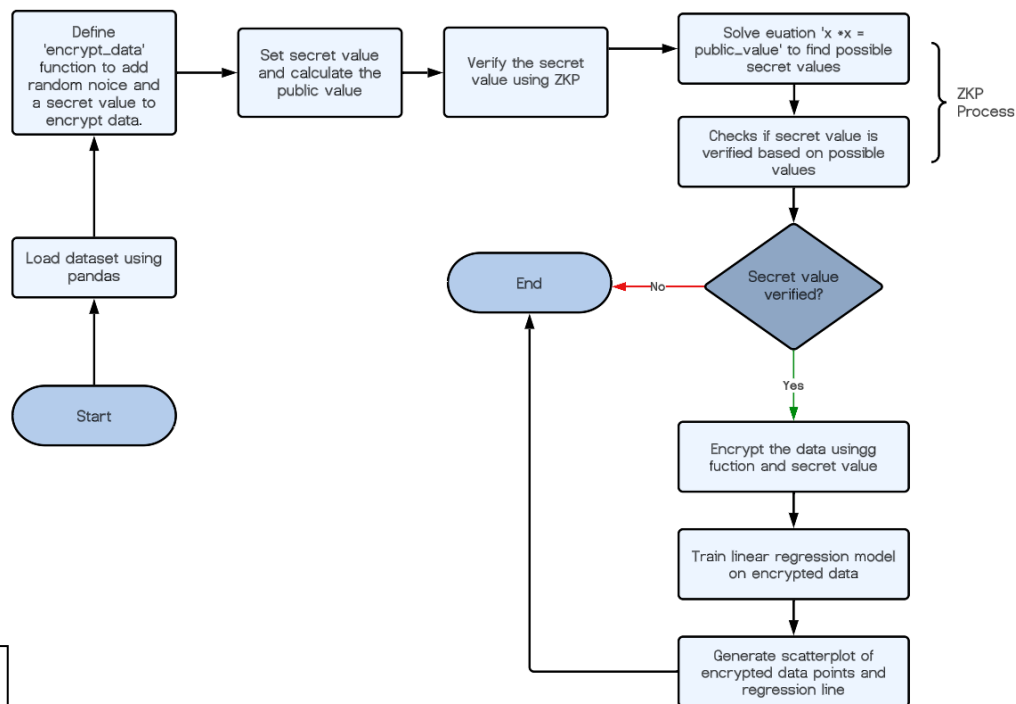 Define
'encrypt_data'
function to add
random noice and
a secret value to
encrypt data.
Set secret value
and calculate the
public value
Verify the secret
value using ZKP
Solve euation 'x *x =
public_value' to find possible
secret values
ZKP
Process
Checks if secret value is
verified based on possible
values
Load dataset using
pandas
End
No
Secret value
verified?
Start
Yes
Encrypt the data usingg
fuction and secret value
Train linear regression model
on encrypted data
Generate scatterplot of
encrypted data points and
regression line